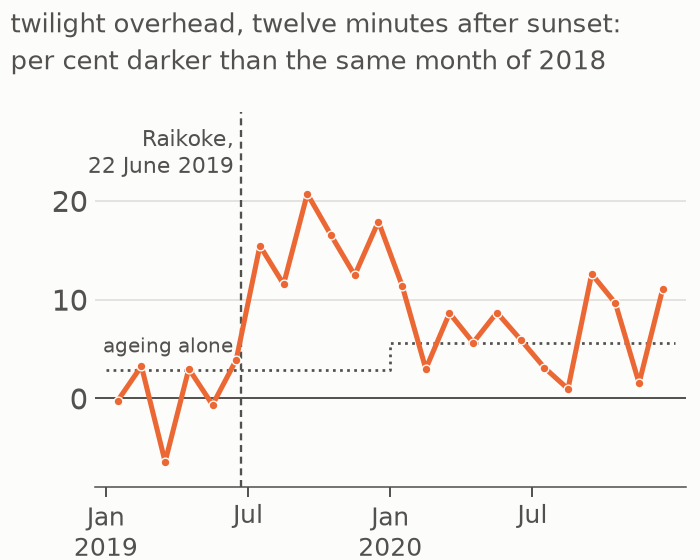 twilight overhead, twelve minutes after sunset:
per cent darker than the same month of 2018
Raikoke,
22 June 2019
20
10
ageing alone
0
Jan
2019
Jul
Jan
2020
Jul